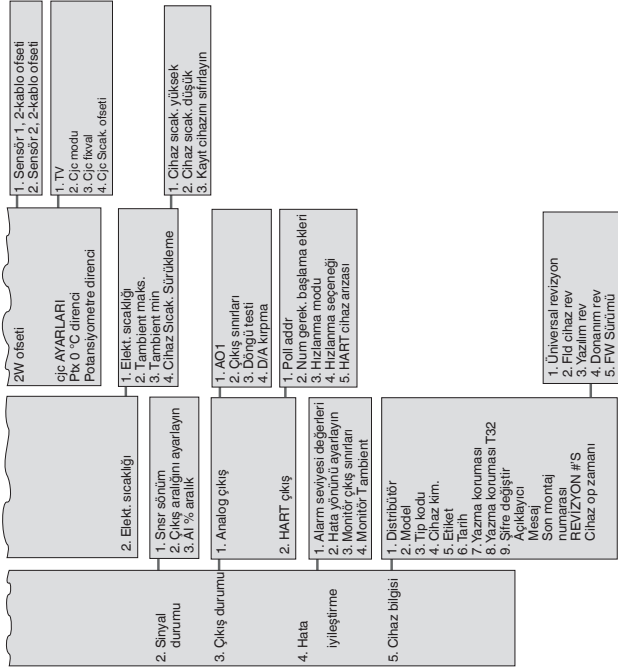 2. Sinyal
durumu
3. Çıkış durumu
4. Hata
iyileştirme
5. Cihaz bilgisi
2. Elekt. sıcaklığı
1. Snsr sönüm
2. Çıkış aralığını ayarlayın
3. AI % aralık
1. Analog çıkış
2. HART çıkış
1. Alarm seviyesi değerleri
2. Hata yönünü ayarlayın
3. Monitör çıkış sınırları
4. Monitör T ambient
1. Distribütör
2. Model
3. Tip kodu
4. Cihaz kim.
5. Etiket
6. Tarih
7. Yazma koruması
8. Yazma koruması T32
9. Şifre değiştir
Açıklayıcı
Mesaj
Son montaj
numarası
REVİZYON #'S
Cihaz op zamanı
2W ofseti
cjc AYARLARI
Ptx 0 °C direnci
Potansiyometre direnci
1. Elekt. sıcaklığı
2. Tambient maks.
3. Tambient min
4. Cihaz Sıcak. Sürükleme
1. AO1
2. Çıkış sınırları
3. Döngü testi
4. D/A kırpma
1. Poll addr
2. Num gerek. başlama ekleri
3. Hızlanma modu
4. Hızlanma seçeneği
5. HART cihaz arızası
1. Üniversal revizyon
2. Fld cihaz rev
3. Yazılım rev
4. Donanım rev
5. FW Sürümü
1. Sensör 1, 2-kablo ofseti
2. Sensör 2, 2-kablo ofseti
1. TV
2. Cjc modu
3. Cjc fixval
4. Cjc Sıcak. ofseti
1. Cihaz sıcak. yüksek
2. Cihaz sıcak. düşük
3. Kayıt cihazını sıfırlayın